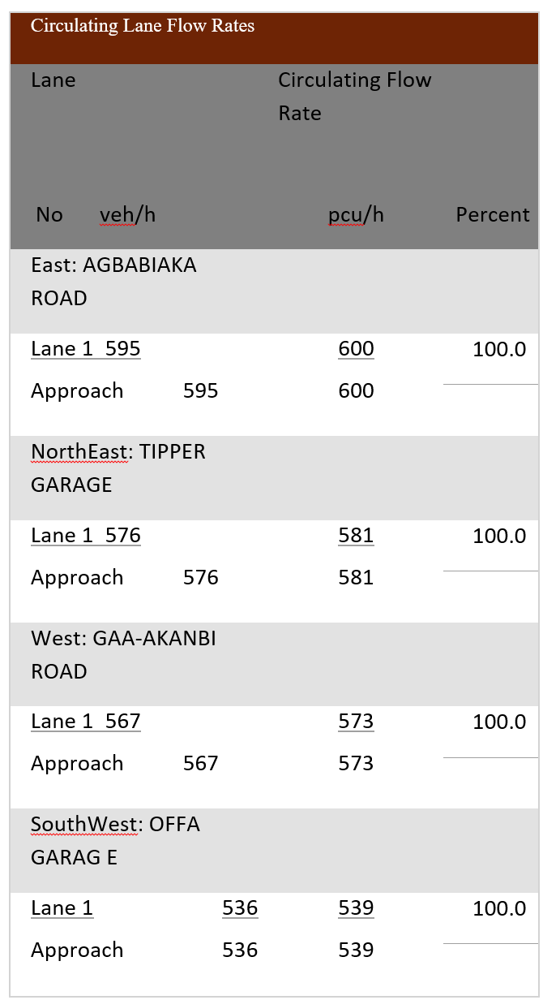 Circulating Lane Flow Rates
Lane Circulating Flow
Rate
No veh/h pcu/h Percent
East: AGBABIAKA
ROAD
Lane 1 595 600 100.0
Approach 595 600
NorthEast: TIPPER
GARAGE
Lane 1 576 581 100.0
Approach 576 581
West: GAA-AKANBI
ROAD
Lane 1 567 573 100.0
Approach 567 573
SouthWest: OFFA
GARAG E
Lane 1 536 539 100.0
Approach 536 539